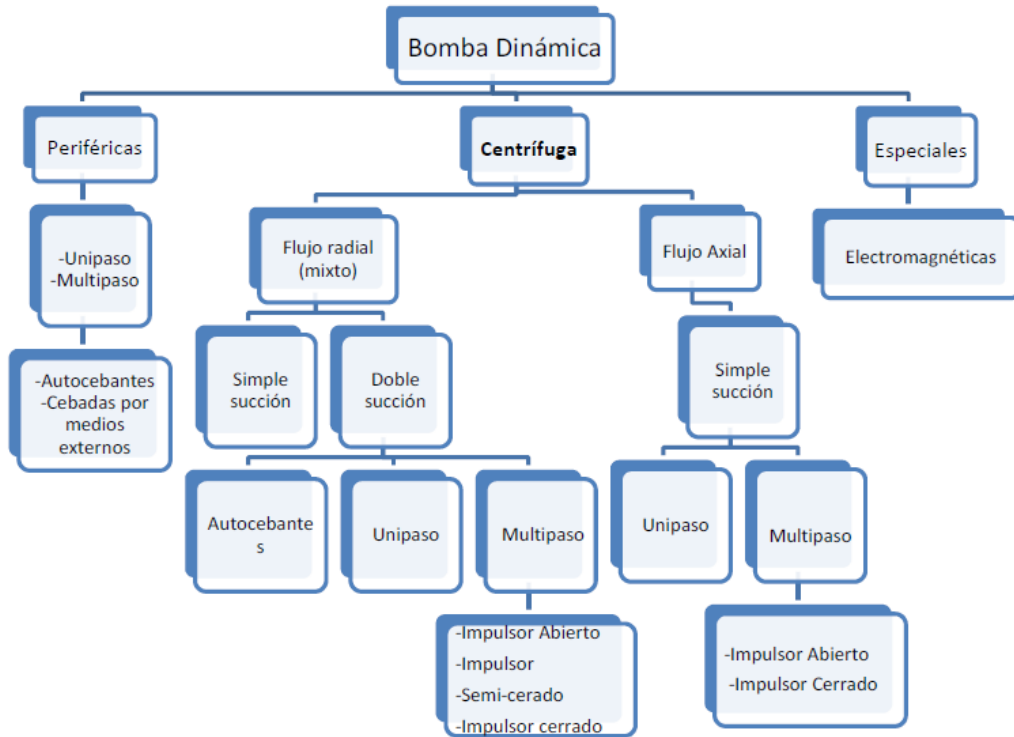 Bomba Dinámica
Periféricas
Centrífuga
Especiales
-Unipaso
-Multipaso
Flujo radial
(mixto)
Flujo Axial
Electromagnéticas
-Autocebantes
-Cebadas por
medios
externos
Simple
succión
Doble
succión
Simple
succión
Autocebante
s
Unipaso
Multipaso
Unipaso
Multipaso
-Impulsor Abierto
-Impulsor
-Semi-cerado
-Impulsor cerrado
-Impulsor Abierto
-Impulsor Cerrado